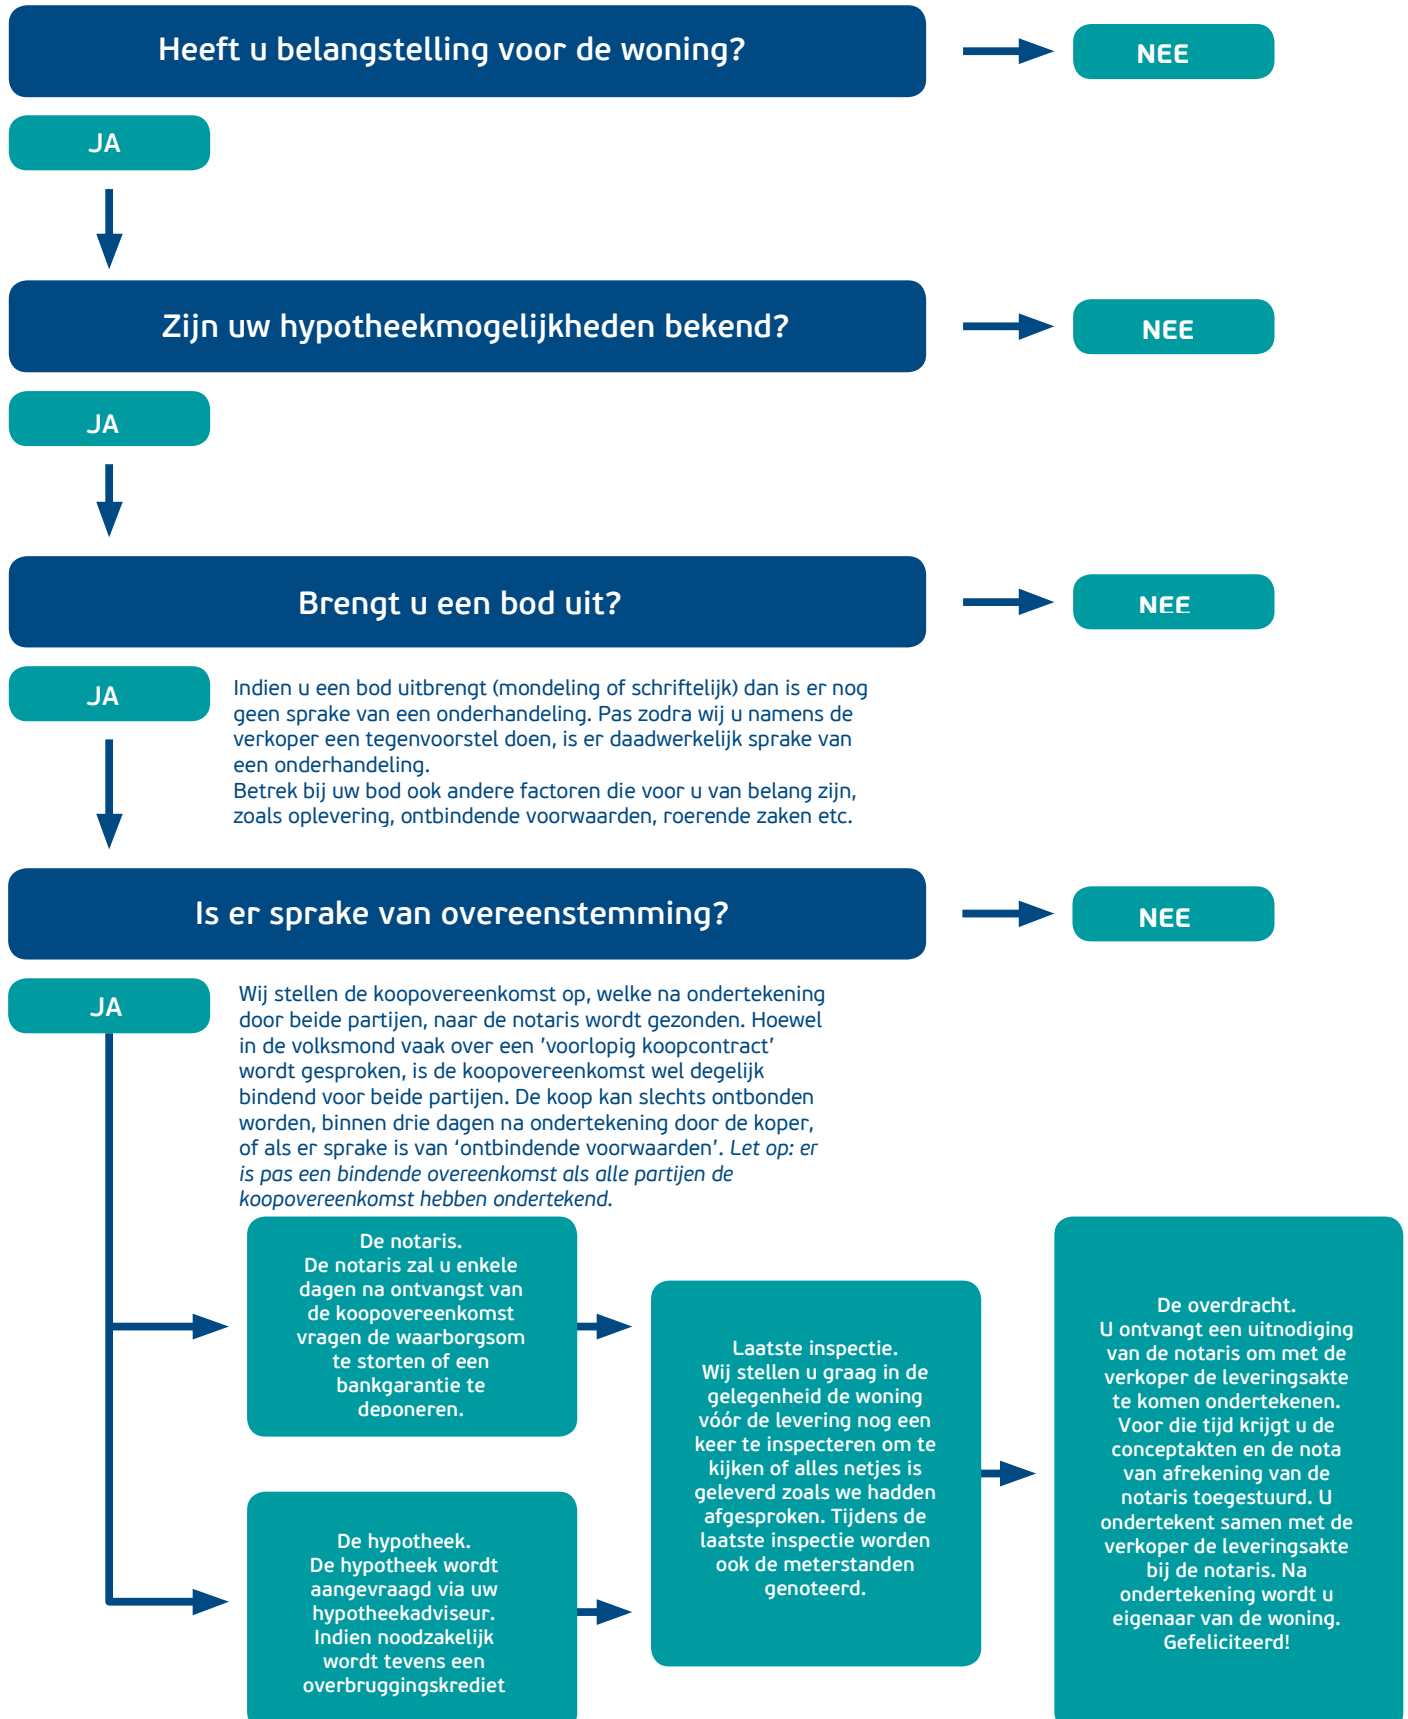 Heeft u belangstelling voor de woning?
NEE
JA
Zijn uw hypotheekmogelijkheden bekend?
NEE
JA
Brengt u een bod uit?
NEE
JA
Indien u een bod uitbrengt (mondeling of schriftelijk) dan is er nog
geen sprake van een onderhandeling. Pas zodra wij u namens de
verkoper een tegenvoorstel doen, is er daadwerkelijk sprake van
een onderhandeling.
Betrek bij uw bod ook andere factoren die voor u van belang zijn,
zoals oplevering, ontbindende voorwaarden, roerende zaken etc.
Is er sprake van overeenstemming?
NEE
JA
Wij stellen de koopovereenkomst op, welke na ondertekening
door beide partijen, naar de notaris wordt gezonden. Hoewel
in de volksmond vaak over een 'voorlopig koopcontract'
wordt gesproken, is de koopovereenkomst wel degelijk
bindend voor beide partijen. De koop kan slechts ontbonden
worden, binnen drie dagen na ondertekening door de koper,
of als er sprake is van ‘ontbindende voorwaarden’. Let op: er
is pas een bindende overeenkomst als alle partijen de
koopovereenkomst hebben ondertekend.
De notaris.
De notaris zal u enkele
dagen na ontvangst van
de koopovereenkomst
vragen de waarborgsom
te storten of een
bankgarantie te
deponeren.
De hypotheek.
De hypotheek wordt
aangevraagd via uw
hypotheekadviseur.
Indien noodzakelijk
wordt tevens een
overbruggingskrediet
Laatste inspectie.
Wij stellen u graag in de
gelegenheid de woning
vóór de levering nog een
keer te inspecteren om te
kijken of alles netjes is
geleverd zoals we hadden
afgesproken. Tijdens de
laatste inspectie worden
ook de meterstanden
genoteerd.
De overdracht.
U ontvangt een uitnodiging
van de notaris om met de
verkoper de leveringsakte
te komen ondertekenen.
Voor die tijd krijgt u de
conceptakten en de nota
van afrekening van de
notaris toegestuurd. U
ondertekent samen met de
verkoper de leveringsakte
bij de notaris. Na
ondertekening wordt u
eigenaar van de woning.
Gefeliciteerd!